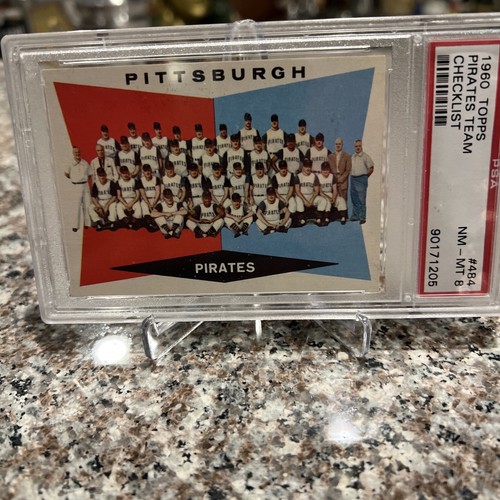 PITTSBURGH
PIRATES
1960 TOPPS
PIRATES TEAM
CHECKLIST
#484
NM - MT 8
90171205
PSA